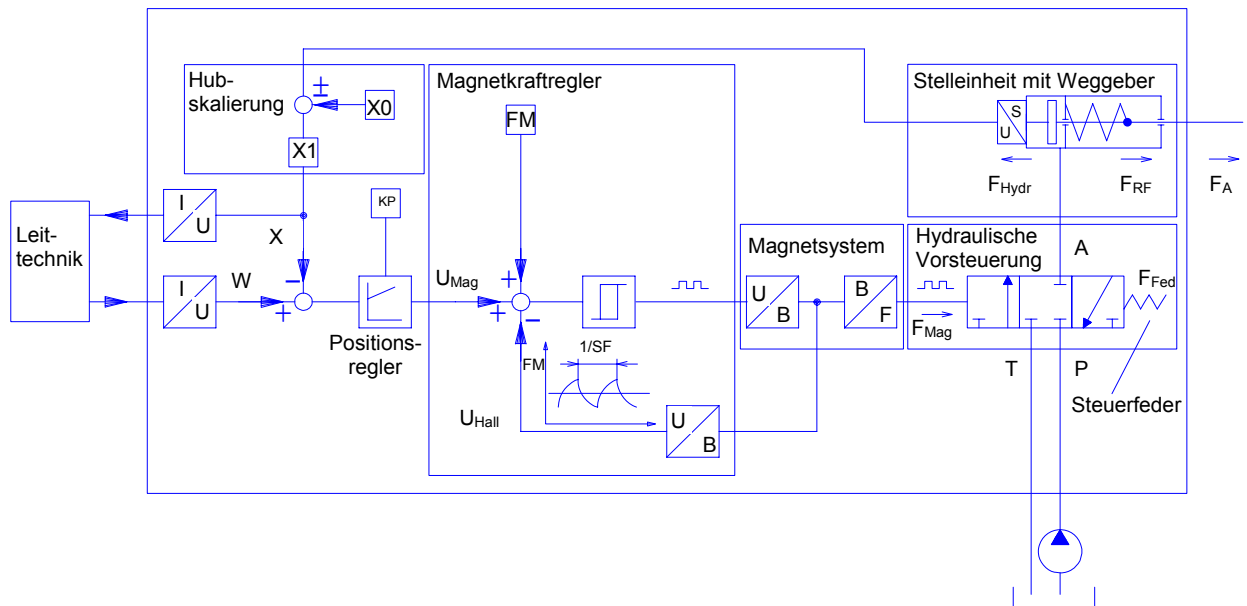 Hub-
skalierung
±
X0
X1
Magnetkraftregler
FM
Stelleinheit mit Weggeber
S
U
FHydr
FRF
FA
Leit-
technik
I
U
X
KP
I
U
W
−
+
Positions-
regler
UMag
+
+
−
FM
1/SF
UHall
U
B
Magnetsystem
U
B
B
F
Hydraulische
Vorsteuerung
A
FFed
FMag
T
P
Steuerfeder